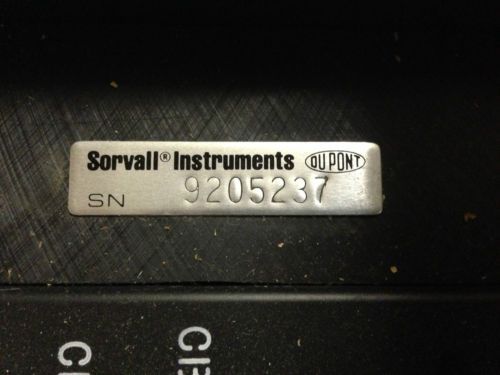 Sorvall® Instruments DU PONT
SN 9205237